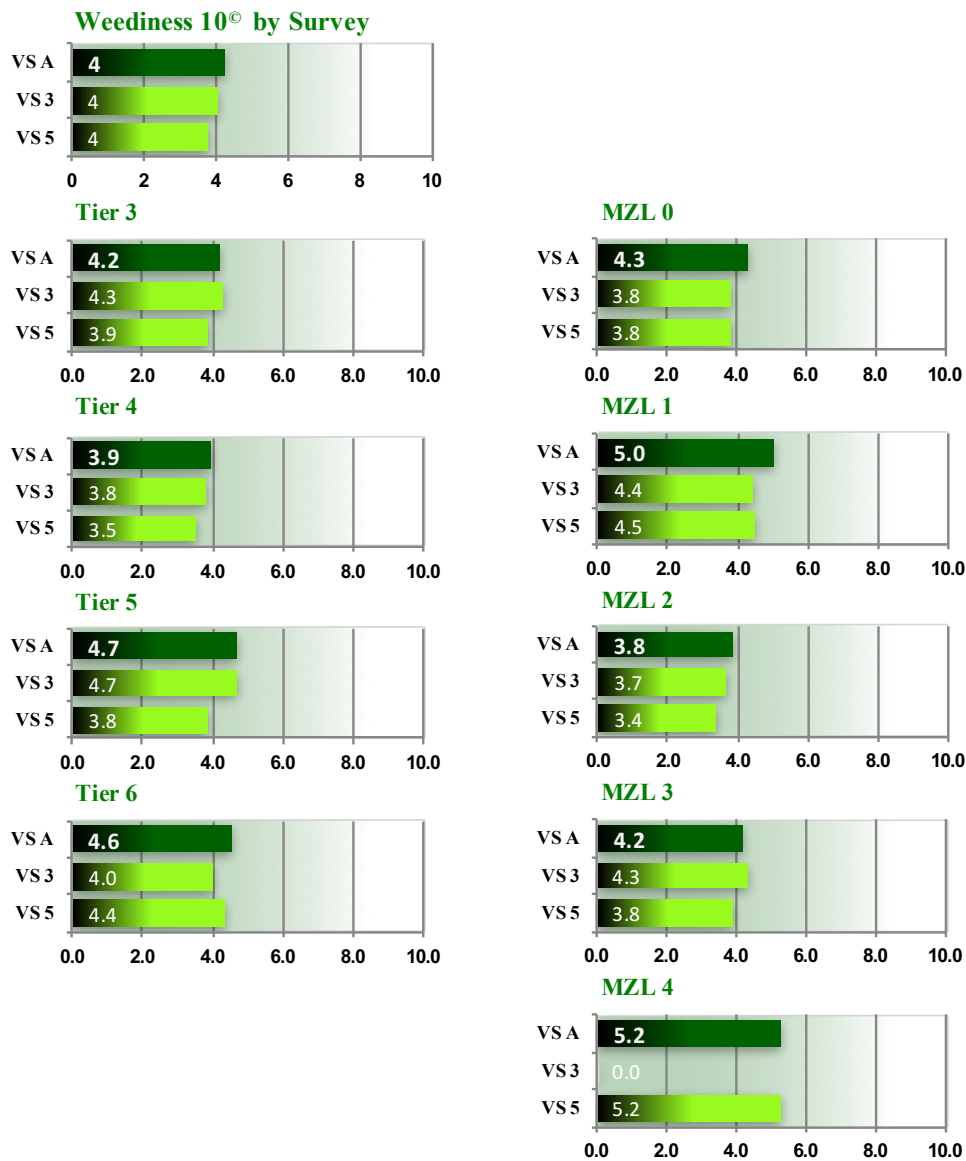 Weediness 10© by Survey
VS A 4
VS 3 4
VS 5 4
0 2 4 6 8 10
Tier 3
VS A 4.2
VS 3 4.3
VS 5 3.9
0.0 2.0 4.0 6.0 8.0 10.0
Tier 4
VS A 3.9
VS 3 3.8
VS 5 3.5
0.0 2.0 4.0 6.0 8.0 10.0
Tier 5
VS A 4.7
VS 3 4.7
VS 5 3.8
0.0 2.0 4.0 6.0 8.0 10.0
Tier 6
VS A 4.6
VS 3 4.0
VS 5 4.4
0.0 2.0 4.0 6.0 8.0 10.0
MZL 0
VS A 4.3
VS 3 3.8
VS 5 3.8
0.0 2.0 4.0 6.0 8.0 10.0
MZL 1
VS A 5.0
VS 3 4.4
VS 5 4.5
0.0 2.0 4.0 6.0 8.0 10.0
MZL 2
VS A 3.8
VS 3 3.7
VS 5 3.4
0.0 2.0 4.0 6.0 8.0 10.0
MZL 3
VS A 4.2
VS 3 4.3
VS 5 3.8
0.0 2.0 4.0 6.0 8.0 10.0
MZL 4
VS A 5.2
VS 3 0.0
VS 5 5.2
0.0 2.0 4.0 6.0 8.0 10.0